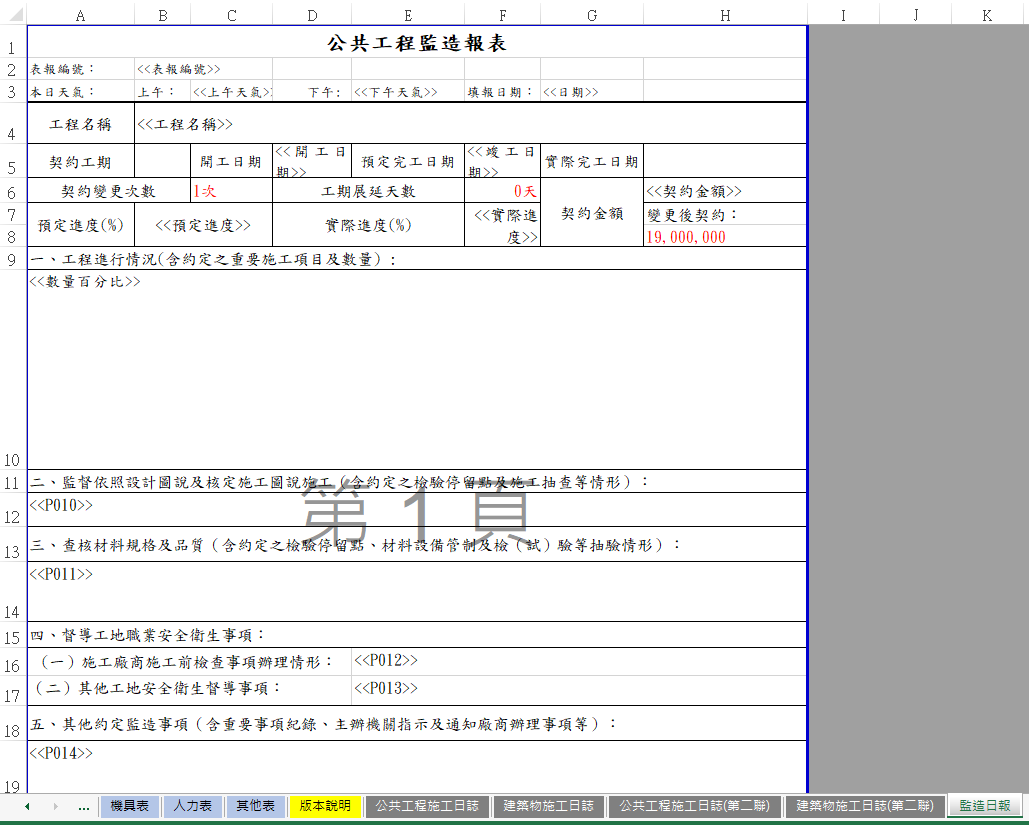 A B C D E F G H I J K
1 公共工程監造報表
2 表報編號： <<表報編號>>
3 本日天氣： 上午： <<上午天氣>> 下午: <<下午天氣>> 填報日期： <<日期>>
4 工程名稱 <<工程名稱>>
5 契約工期 開工日期 <<開工日期>> 預定完工日期 <<竣工日期>> 實際完工日期
6 契約變更次數 1次 工期展延天數 0天 契約金額 <<契約金額>>
7 預定進度(%) <<預定進度>> 實際進度(%) <<實際進度>> 變更後契約：
8 19,000,000
9 一、工程進行情況(含約定之重要施工項目及數量）:
<<數量百分比>>
10
11 二、監督依照設計圖說及核定施工圖說施工（含約定之檢驗停留點及施工抽查等情形）：
12 <<P010>>
第 1 頁
13 三、查核材料規格及品質（含約定之檢驗停留點、材料設備管制及檢（試）驗等抽驗情形）：
14 <<P011>>
15 四、督導工地職業安全衛生事項：
16 （一）施工廠商施工前檢查事項辦理情形： <<P012>>
17 （二）其他工地安全衛生督導事項： <<P013>>
18 五、其他約定監造事項（含重要事項紀錄、主辦機關指示及通知廠商辦理事項等）：
19 <<P014>>
... 機具表 人力表 其他表 版本說明 公共工程施工日誌 建築物施工日誌 公共工程施工日誌(第二聯) 建築物施工日誌(第二聯) 監造日報